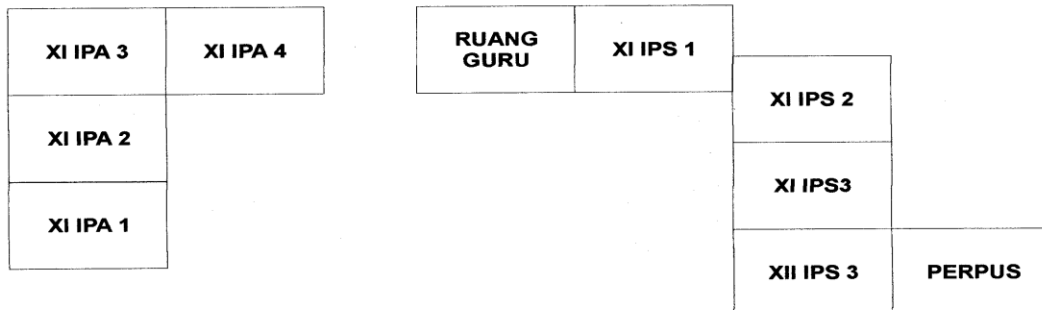 XI IPA 3
XI IPA 4
RUANG
GURU
XI IPS 1
XI IPS 2
XI IPA 2
XI IPS3
XI IPA 1
XII IPS 3
PERPUS